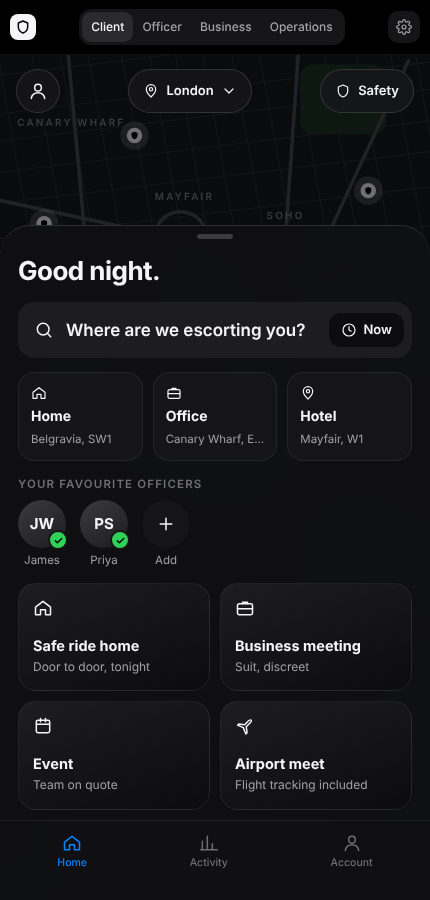 Client Officer Business Operations
London
Safety
CANARY WHARF
MAYFAIR
SOHO
Good night.
Where are we escorting you?
Now
Home
Belgravia, SW1
Office
Canary Wharf, E...
Hotel
Mayfair, W1
YOUR FAVOURITE OFFICERS
JW
PS
James
Priya
Add
Safe ride home
Door to door, tonight
Business meeting
Suit, discreet
Event
Team on quote
Airport meet
Flight tracking included
Home
Activity
Account